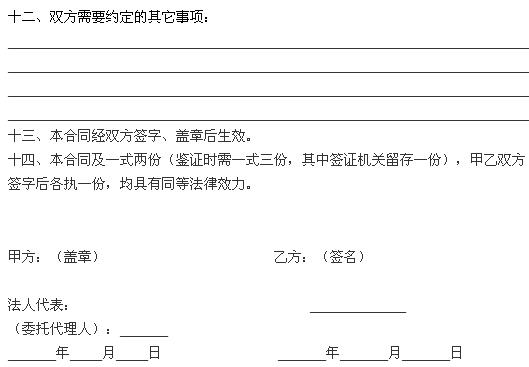 十二、双方需要约定的其它事项：
十三、本合同经双方签字、盖章后生效。
十四、本合同及一式两份（鉴证时需一式三份，其中签证机关留存一份），甲乙双方
签字后各执一份，均具有同等法律效力。
甲方：（盖章） 乙方：（签名）
法人代表： ____________
（委托代理人）：______
______年____月____日 ______年______月______日